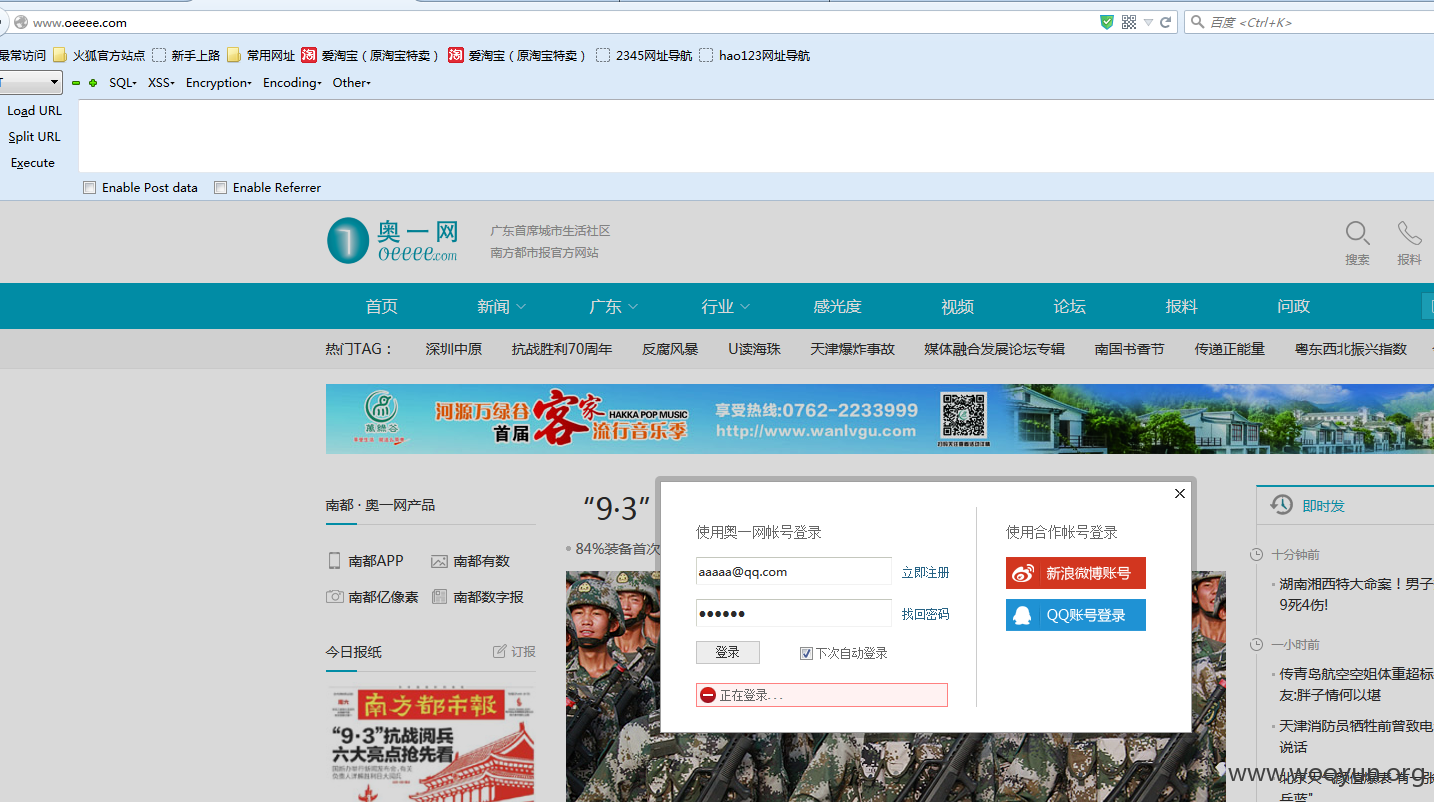 www.oeeee.com
百度 <Ctrl+K>
最常访问 火狐官方站点 新手上路 常用网址 爱淘宝（原淘宝特卖） 爱淘宝（原淘宝特卖） 2345网址导航 hao123网址导航
SQL XSS Encryption Encoding Other
Load URL
Split URL
Execute
Enable Post data Enable Referrer
奥一网
oeeee.com
广东首席城市生活社区
南方都市报官方网站
搜索 报料
首页 新闻 广东 行业 感光度 视频 论坛 报料 问政
热门TAG： 深圳中原 抗战胜利70周年 反腐风暴 U读海珠 天津爆炸事故 媒体融合发展论坛专辑 南国书香节 传递正能量 粤东西北振兴指数
河源万绿谷
首届
客家
HAKKA POP MUSIC
流行音乐季
享受热线:0762-2233999
http://www.wanlvgu.com
南都 · 奥一网产品
南都APP 南都有数
南都亿像素 南都数字报
今日报纸 订报
南方都市報
“9·3”抗战阅兵
六大亮点抢先看
“9·3”
84%装备首次
使用奥一网帐号登录
aaaaa@qq.com 立即注册
●●●●●● 找回密码
登录 下次自动登录
正在登录...
使用合作帐号登录
新浪微博账号
QQ账号登录
即时发
十分钟前
湖南湘西特大命案！男子
9死4伤!
一小时前
传青岛航空空姐体重超标
友:胖子情何以堪
天津消防员牺牲前曾致电
说话
www.wooyun.org